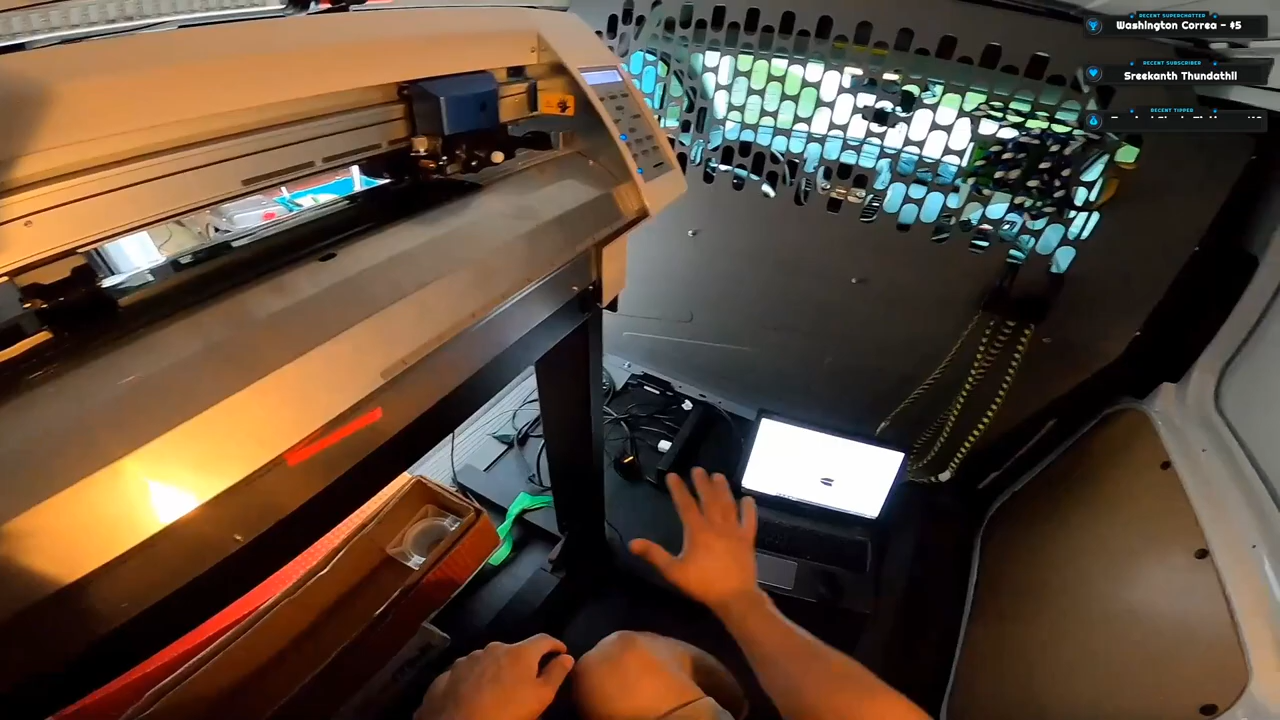 RECENT SUPERCHATTER
Washington Correa - $5
RECENT SUBSCRIBER
Sreekanth Thundathil
RECENT TIPPER